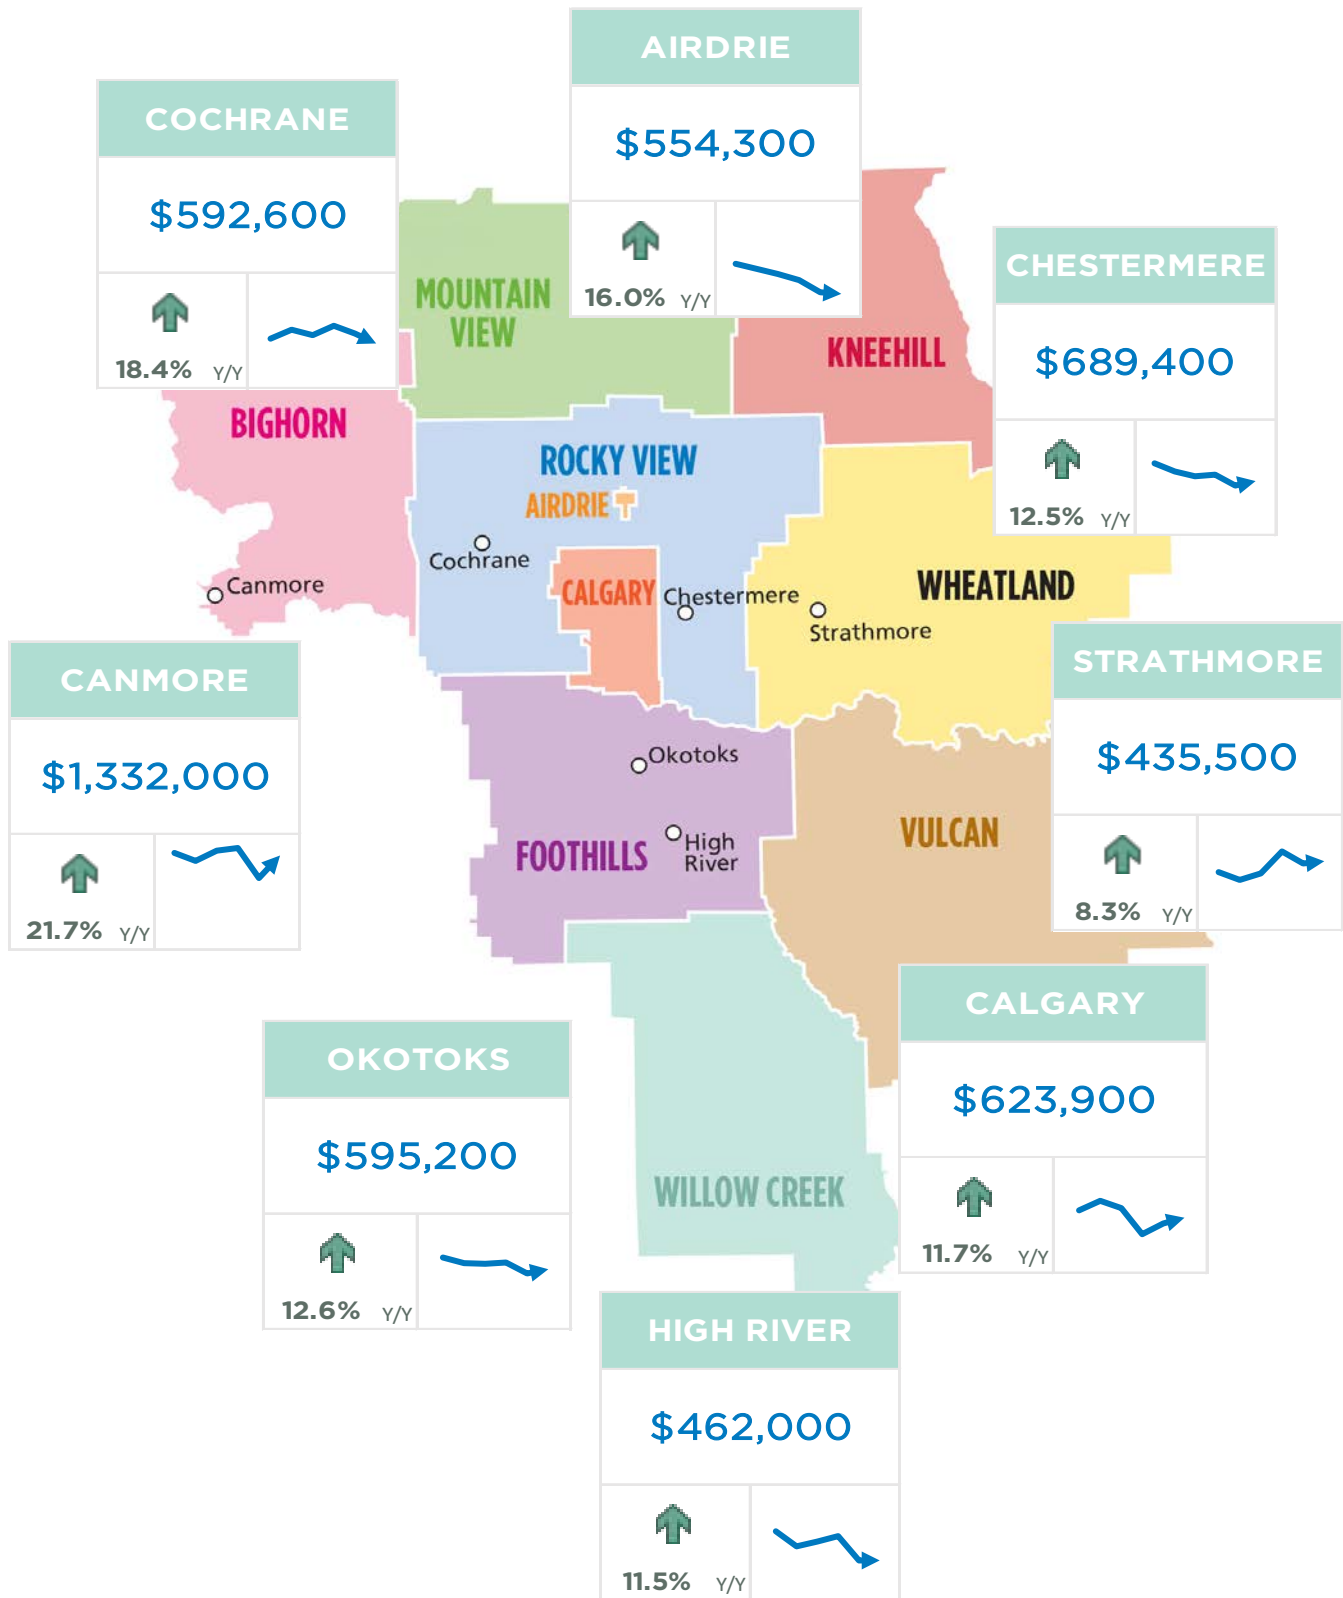 AIRDRIE
$554,300
16.0% Y/Y
COCHRANE
$592,600
18.4% Y/Y
CHESTERMERE
$689,400
12.5% Y/Y
MOUNTAIN
VIEW
KNEEHILL
BIGHORN
ROCKY VIEW
AIRDRIE
Cochrane
CALGARY
Chestermere
Canmore
WHEATLAND
Strathmore
CANMORE
$1,332,000
21.7% Y/Y
STRATHMORE
$435,500
8.3% Y/Y
Okotoks
FOOTHILLS
High
River
VULCAN
CALGARY
$623,900
11.7% Y/Y
OKOTOKS
$595,200
12.6% Y/Y
WILLOW CREEK
HIGH RIVER
$462,000
11.5% Y/Y